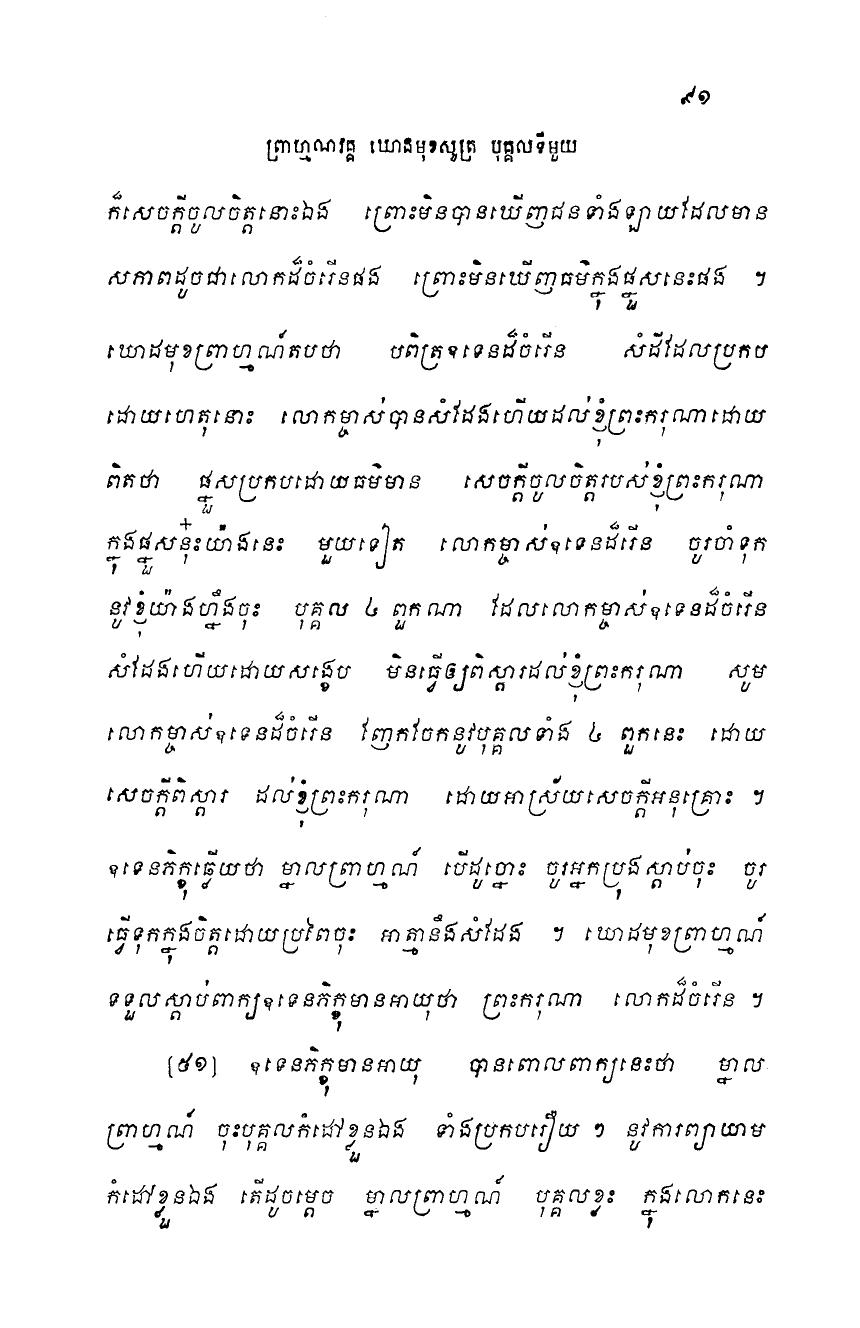 ៩១
ព្រាហ្មណវគ្គ ឃោដមុខសូត្រ បុគ្គលទីមួយ
ក៏សេចក្តីចូលចិត្តនោះឯង ព្រោះមិនបានឃើញជនទាំងឡាយដែលមាន
សភាពដូចជាលោកដ៏ចំរើនផង ព្រោះមិនឃើញធម៌ក្នុងផ្នួសនេះផង ។
ឃោដមុខព្រាហ្មណ៍តបថា បពិត្រឧទេនដ៏ចំរើន សំដីដែលប្រកប
ដោយហេតុនោះ លោកម្ចាស់បានសំដែងហើយដល់ខ្ញុំព្រះករុណាដោយ
ពិតថា ផ្នួសប្រកបដោយធម៌មាន សេចក្តីចូលចិត្តរបស់ខ្ញុំព្រះករុណា
ក្នុងផ្នួសនុ៎ះយ៉ាងនេះ មួយទៀត លោកម្ចាស់ឧទេនដ៏រើន ចូរចាំទុក
នូវខ្ញុំយ៉ាងហ្នឹងចុះ បុគ្គល ៤ ពួកណា ដែលលោកម្ចាស់ឧទេនដ៏ចំរើន
សំដែងហើយដោយសង្ខេប មិនធ្វើឲ្យពិស្តារដល់ខ្ញុំព្រះករុណា សូម
លោកម្ចាស់ឧទេនដ៏ចំរើន ញែកចែកនូវបុគ្គលទាំង ៤ ពួកនេះ ដោយ
សេចក្តីពិស្តារ ដល់ខ្ញុំព្រះករុណា ដោយអាស្រ័យសេចក្តីអនុគ្រោះ ។
ឧទេនភិក្ខុឆ្លើយថា ម្នាលព្រាហ្មណ៍ បើដូច្នោះ ចូរអ្នកប្រុងស្តាប់ចុះ ចូរ
ធ្វើទុកក្នុងចិត្តដោយប្រពៃចុះ អាត្មានឹងសំដែង ។ ឃោដមុខព្រាហ្មណ៍
ទទួលស្តាប់ពាក្យឧទេនភិក្ខុមានអាយុថា ព្រះករុណា លោកដ៏ចំរើន ។
[៥១] ឧទេនភិក្ខុមានអាយុ បានពោលពាក្យនេះថា ម្នាល
ព្រាហ្មណ៍ ចុះបុគ្គលកំដៅខ្លួនឯង ទាំងប្រកបរឿយ ៗ នូវការព្យាយាម
កំដៅខ្លួនឯង តើដូចម្តេច ម្នាលព្រាហ្មណ៍ បុគ្គលខ្លះ ក្នុងលោកនេះ